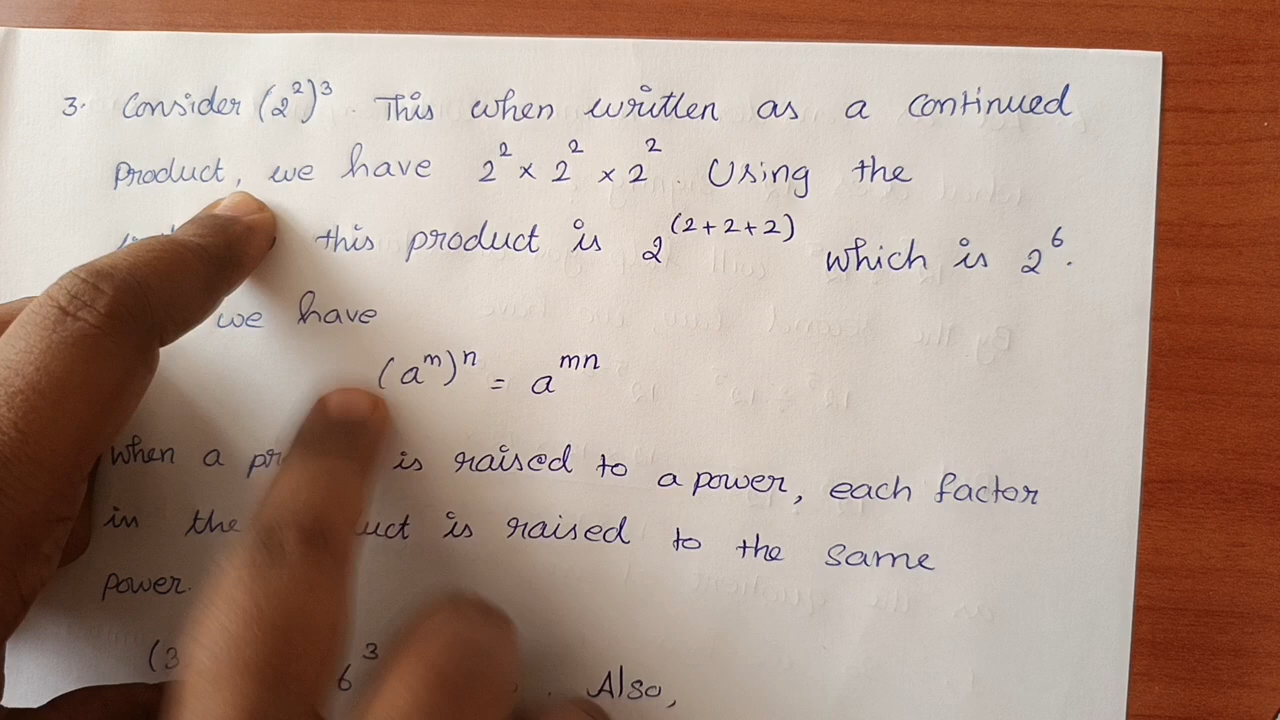 3. Consider (2²)³. This when written as a continued
product, we have 2² × 2² × 2². Using the
this product is 2⁽²⁺²⁺²⁾ which is 2⁶.
we have
(aᵐ)ⁿ = aᵐⁿ
When a is raised to a power, each factor
in the is raised to the same
power.
(3 6³ . Also,